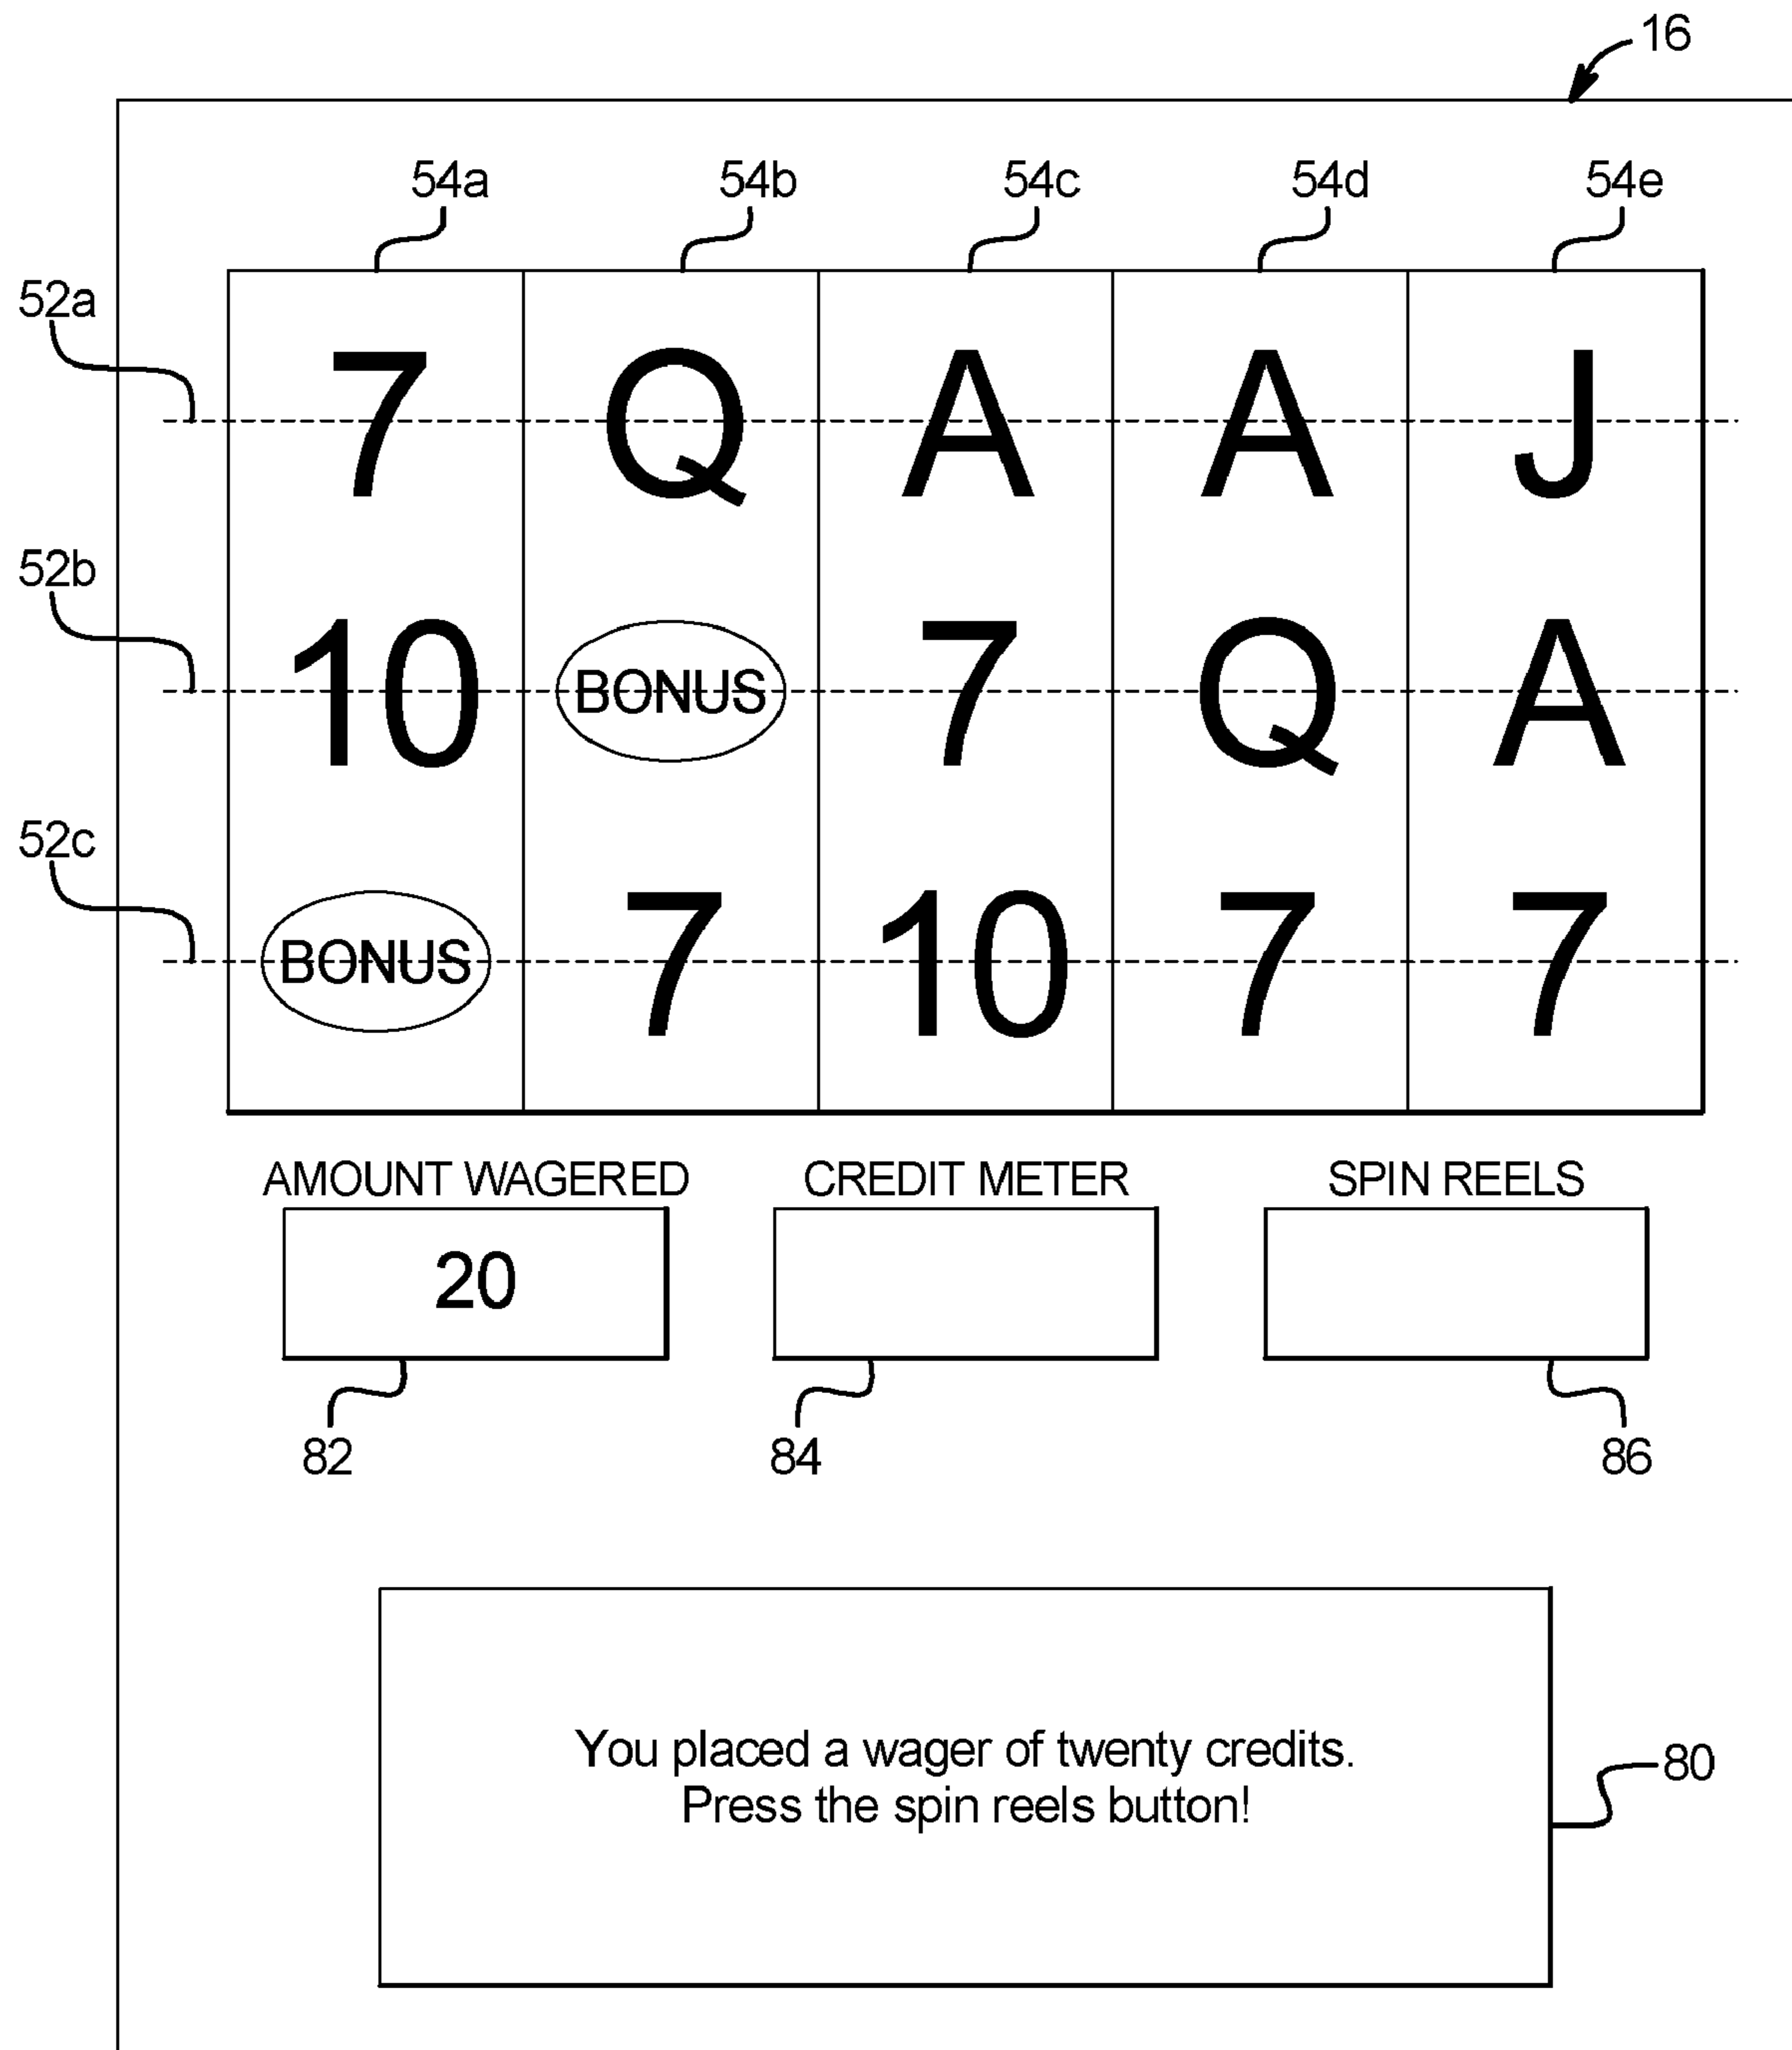 16
54a 54b 54c 54d 54e
52a
7 Q A A J
52b
10 BONUS 7 Q A
52c
BONUS 7 10 7 7
AMOUNT WAGERED CREDIT METER SPIN REELS
20
82 84 86
You placed a wager of twenty credits.
80
Press the spin reels button!